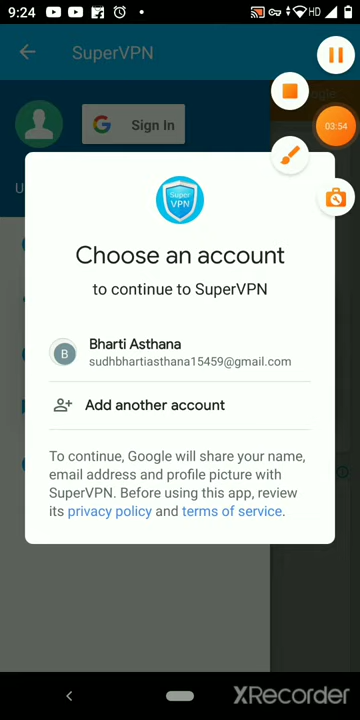 9:24
HD
SuperVPN
Sign In
03:54
U
Super
VPN
Choose an account
to continue to SuperVPN
B
Bharti Asthana
sudhbhartiasthana15459@gmail.com
Add another account
To continue, Google will share your name,
email address and profile picture with
SuperVPN. Before using this app, review
its privacy policy and terms of service.
XRecorder